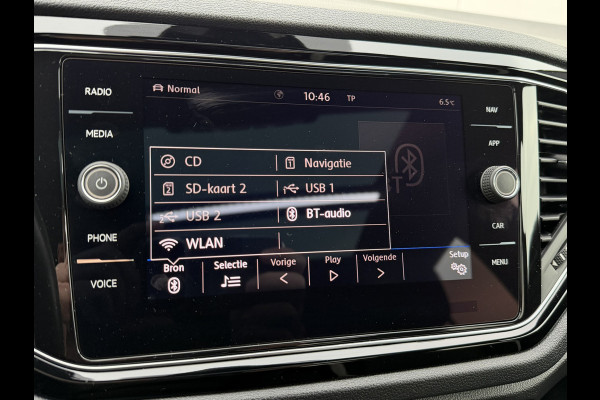 Normal 10:46 TP 6.5°C
RADIO
MEDIA
PHONE
VOICE
CD Navigatie
SD-kaart 2 USB 1
USB 2 BT-audio
WLAN
Bron Selectie Vorige Play Volgende Setup
NAV
APP
CAR
MENU